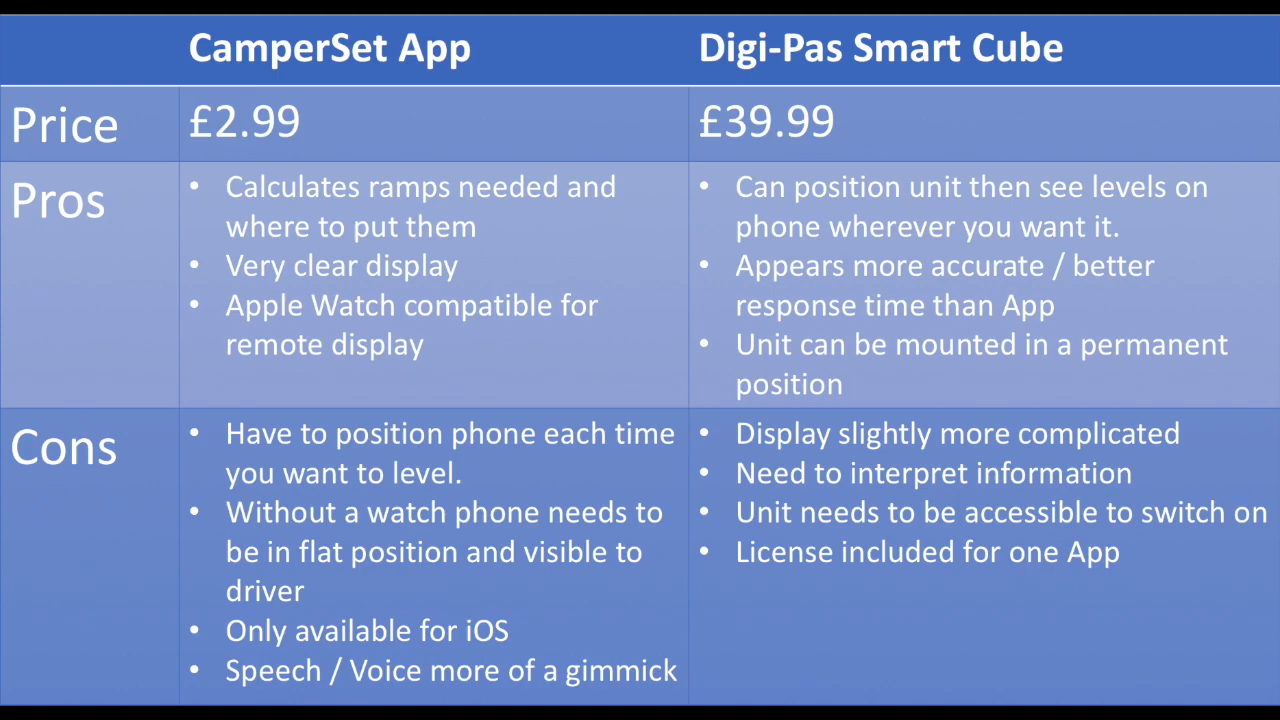 CamperSet App
Digi-Pas Smart Cube
Price
£2.99
£39.99
Pros
• Calculates ramps needed and
where to put them
• Very clear display
• Apple Watch compatible for
remote display
• Can position unit then see levels on
phone wherever you want it.
• Appears more accurate / better
response time than App
• Unit can be mounted in a permanent
position
Cons
• Have to position phone each time
you want to level.
• Without a watch phone needs to
be in flat position and visible to
driver
• Only available for iOS
• Speech / Voice more of a gimmick
• Display slightly more complicated
• Need to interpret information
• Unit needs to be accessible to switch on
• License included for one App